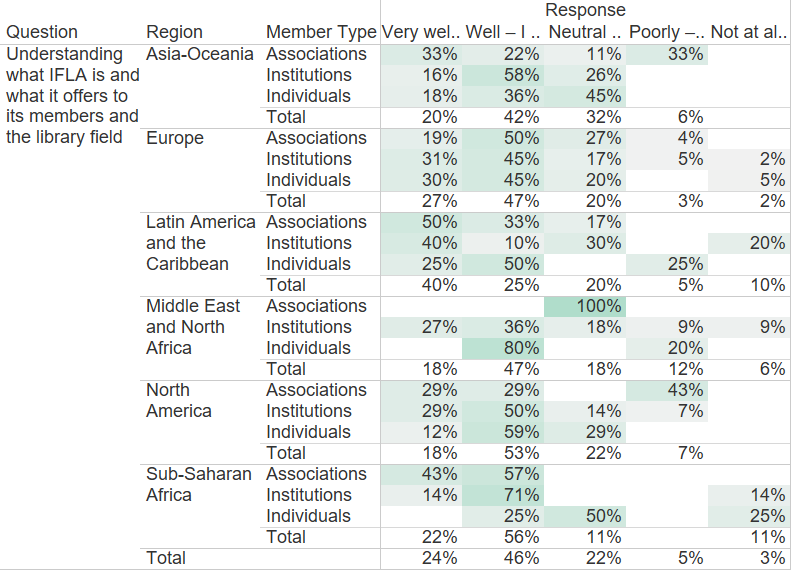 Response
Question Region Member Type Very wel.. Well – I .. Neutral .. Poorly –.. Not at al..
Understanding Asia-Oceania Associations 33% 22% 11% 33%
what IFLA is and Institutions 16% 58% 26%
what it offers to Individuals 18% 36% 45%
its members and Total 20% 42% 32% 6%
the library field Europe Associations 19% 50% 27% 4%
Institutions 31% 45% 17% 5% 2%
Individuals 30% 45% 20% 5%
Total 27% 47% 20% 3% 2%
Latin America Associations 50% 33% 17%
and the Institutions 40% 10% 30% 20%
Caribbean Individuals 25% 50% 25%
Total 40% 25% 20% 5% 10%
Middle East Associations 100%
and North Institutions 27% 36% 18% 9% 9%
Africa Individuals 80% 20%
Total 18% 47% 18% 12% 6%
North Associations 29% 29% 43%
America Institutions 29% 50% 14% 7%
Individuals 12% 59% 29%
Total 18% 53% 22% 7%
Sub-Saharan Associations 43% 57%
Africa Institutions 14% 71% 14%
Individuals 25% 50% 25%
Total 22% 56% 11% 11%
Total 24% 46% 22% 5% 3%